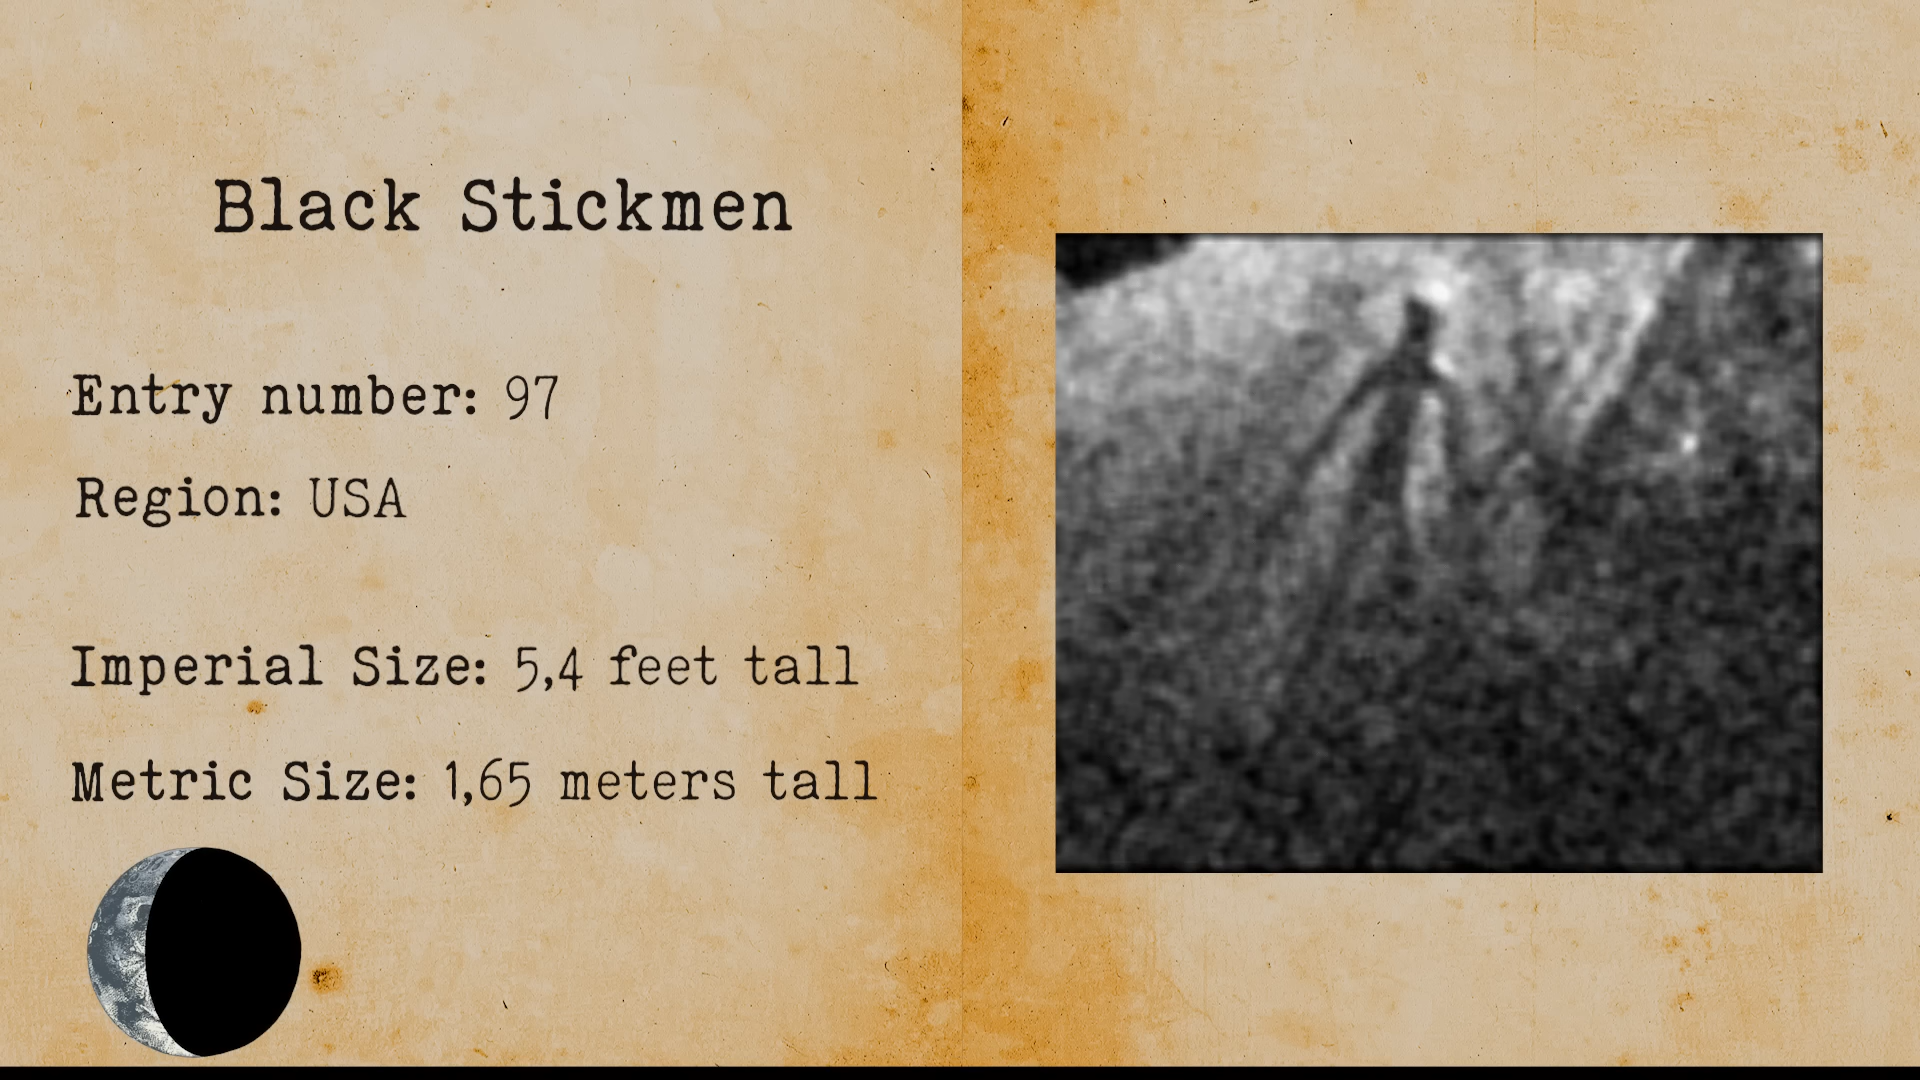 Black Stickmen
Entry number: 97
Region: USA
Imperial Size: 5,4 feet tall
Metric Size: 1,65 meters tall